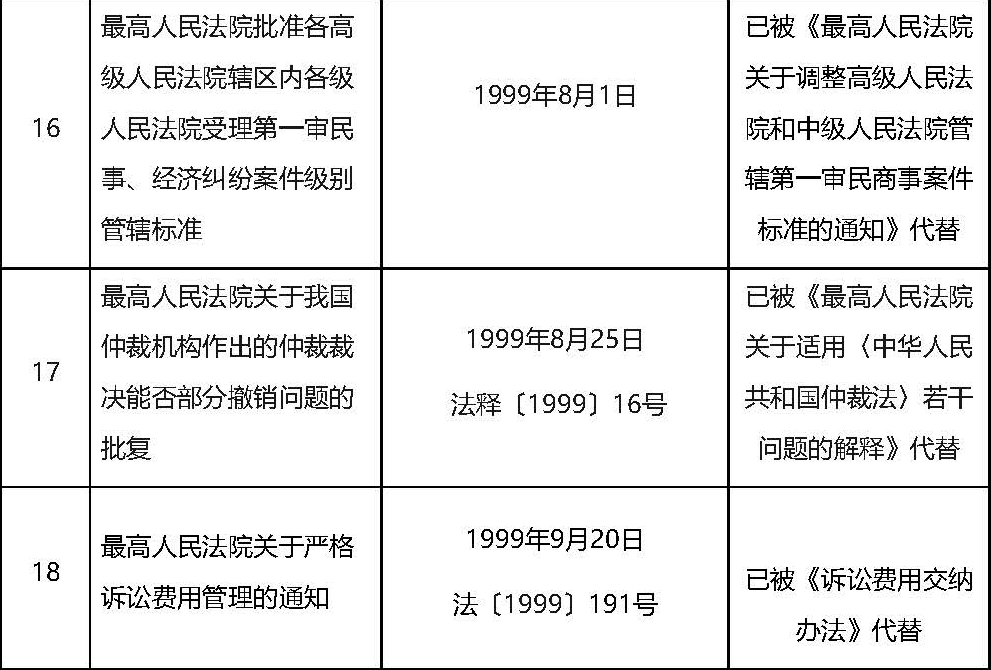 16
最高人民法院批准各高
级人民法院辖区内各级
人民法院受理第一审民
事、经济纠纷案件级别
管辖标准
1999年8月1日
已被《最高人民法院
关于调整高级人民法
院和中级人民法院管
辖第一审民商事案件
标准的通知》代替
17
最高人民法院关于我国
仲裁机构作出的仲裁裁
决能否部分撤销问题的
批复
1999年8月25日
法释〔1999〕16号
已被《最高人民法院
关于适用〈中华人民
共和国仲裁法〉若干
问题的解释》代替
18
最高人民法院关于严格
诉讼费用管理的通知
1999年9月20日
法〔1999〕191号
已被《诉讼费用交纳
办法》代替